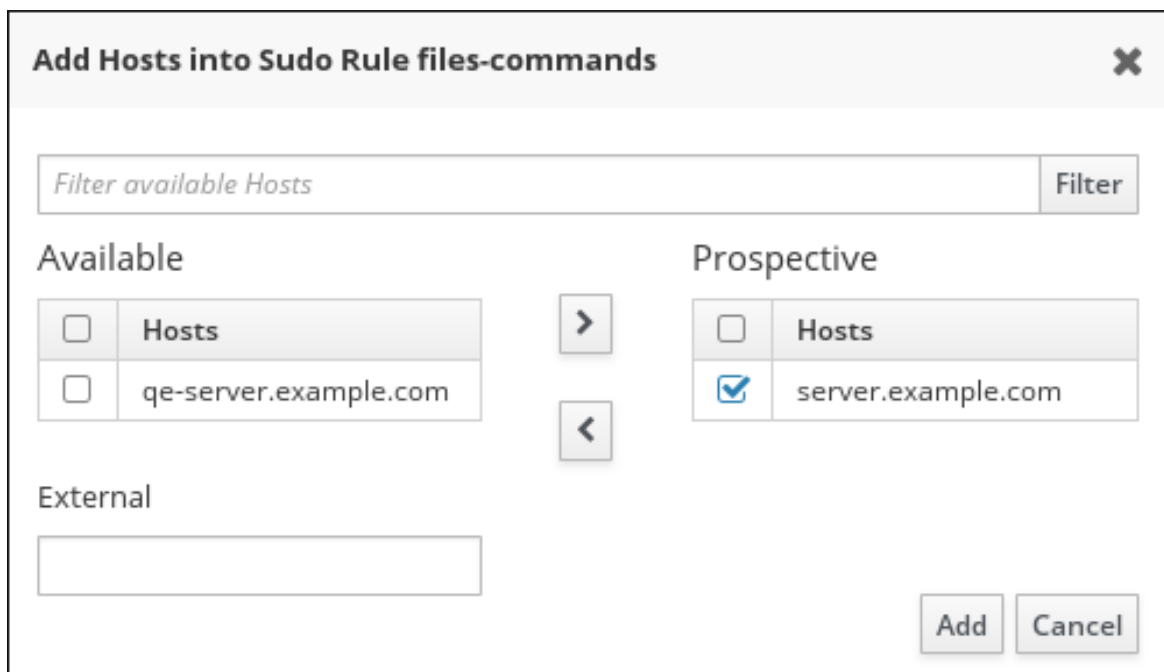 Add Hosts into Sudo Rule files-commands
Filter available Hosts
Filter
Available
Prospective
Hosts
Hosts
qe-server.example.com
server.example.com
External
Add
Cancel